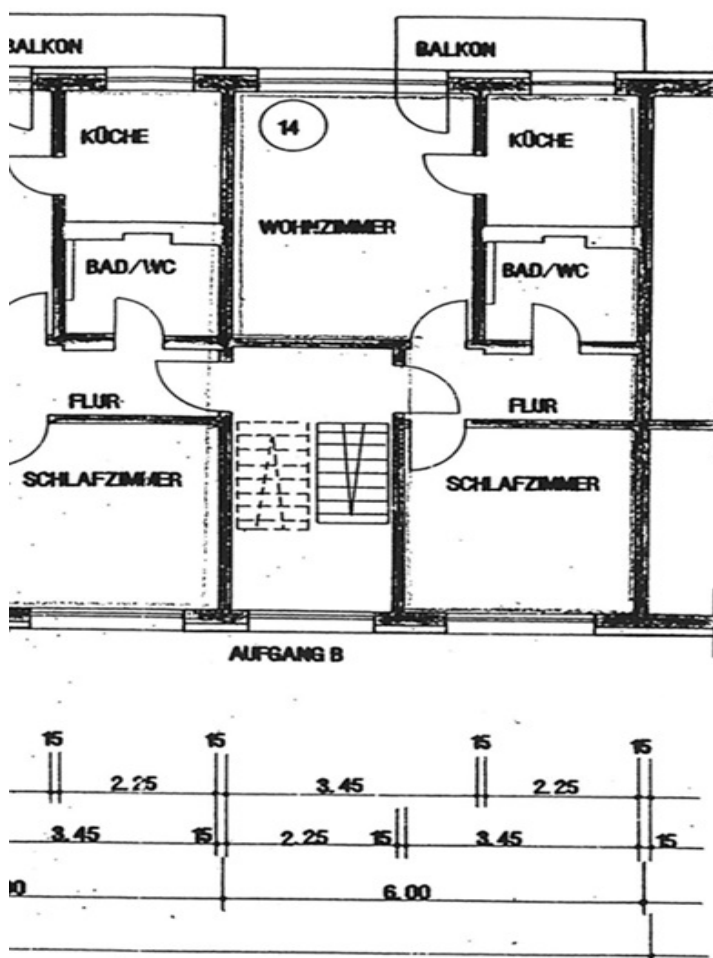 BALKON
BALKON
KÜCHE
14
KÜCHE
WOHNZIMMER
BAD/WC
BAD/WC
FLUR
FLUR
SCHLAFZIMMER
SCHLAFZIMMER
AUFGANG B
15
15
15
15
2.25
3.45
2.25
3.45
15
2.25
15
3.45
15
6.00